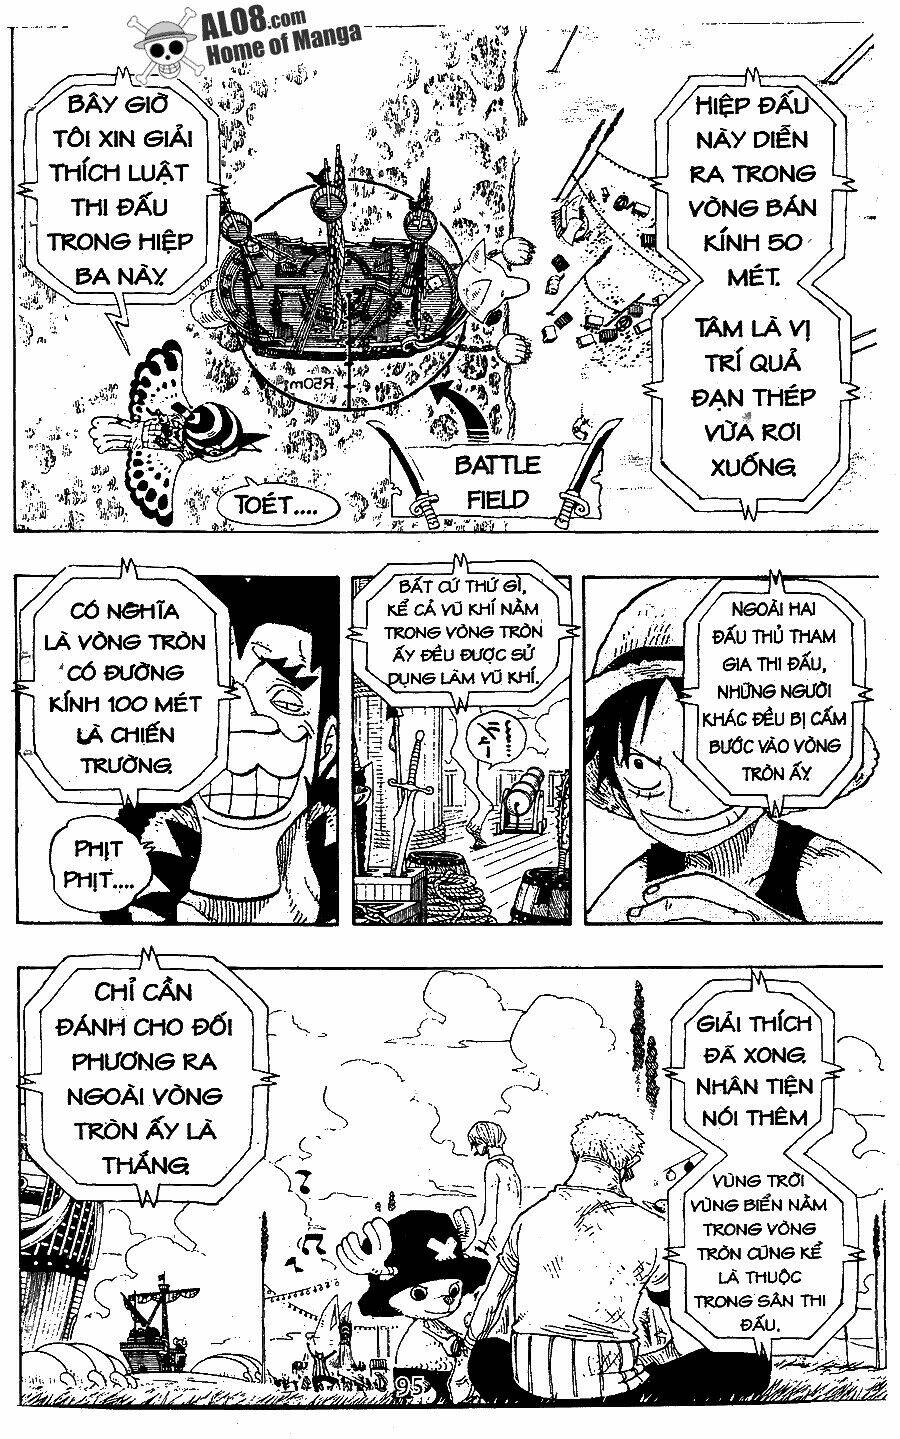 ALO8.com
Home of Manga
BÂY GIỜ
TÔI XIN GIẢI
THÍCH LUẬT
THI ĐẤU
TRONG HIỆP
BA NÀY.
HIỆP ĐẤU
NÀY DIỄN
RA TRONG
VÒNG BÁN
KÍNH 50
MÉT.
TÂM LÀ VỊ
TRÍ QUẢ
ĐẠN THÉP
VỪA RƠI
XUỐNG.
R50m
BATTLE
FIELD
TOÉT....
CÓ NGHĨA
LÀ VÒNG TRÒN
CÓ ĐƯỜNG
KÍNH 100 MÉT
LÀ CHIẾN
TRƯỜNG.
PHỊT
PHỊT....
BẤT CỨ THỨ GÌ,
KỂ CẢ VŨ KHÍ NẰM
TRONG VÒNG TRÒN
ẤY ĐỀU ĐƯỢC SỬ
DỤNG LÀM VŨ KHÍ.
NGOÀI HAI
ĐẤU THỦ THAM
GIA THI ĐẤU,
NHỮNG NGƯỜI
KHÁC ĐỀU BỊ CẤM
BƯỚC VÀO VÒNG
TRÒN ẤY.
CHỈ CẦN
ĐÁNH CHO ĐỐI
PHƯƠNG RA
NGOÀI VÒNG
TRÒN ẤY LÀ
THẮNG.
GIẢI THÍCH
ĐÃ XONG.
NHÂN TIỆN
NÓI THÊM
VÙNG TRỜI
VÙNG BIỂN NẰM
TRONG VÒNG
TRÒN CŨNG KỂ
LÀ THUỘC
TRONG SÂN THI
ĐẤU.
95